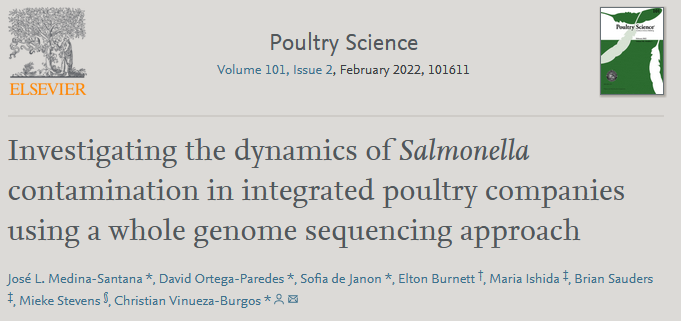 Poultry Science
Volume 101, Issue 2, February 2022, 101611
ELSEVIER
Poultry Science
Investigating the dynamics of Salmonella
contamination in integrated poultry companies
using a whole genome sequencing approach
José L. Medina-Santana *, David Ortega-Paredes *, Sofia de Janon *, Elton Burnett †, Maria Ishida ‡, Brian Sauders
‡, Mieke Stevens §, Christian Vinueza-Burgos *